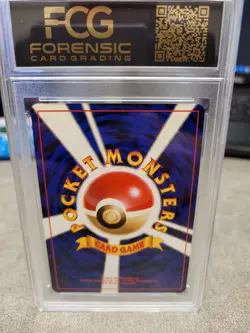 FCG
FORENSIC
CARD GRADING
POCKET MONSTERS
CARD GAME